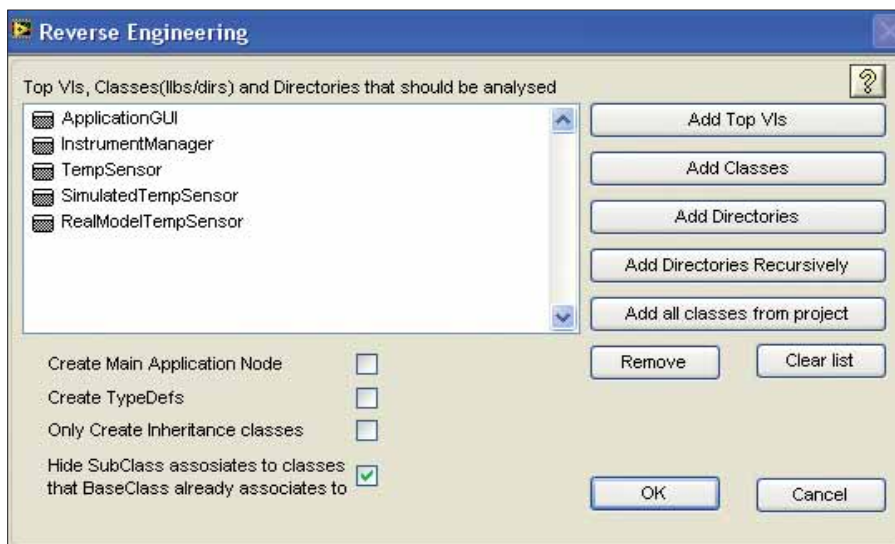 Reverse Engineering
Top VIs, Classes(llbs/dirs) and Directories that should be analysed
?
ApplicationGUI
InstrumentManager
TempSensor
SimulatedTempSensor
RealModelTempSensor
Add Top VIs
Add Classes
Add Directories
Add Directories Recursively
Add all classes from project
Remove
Clear list
Create Main Application Node
Create TypeDefs
Only Create Inheritance classes
Hide SubClass assosiates to classes
that BaseClass already associates to
OK
Cancel